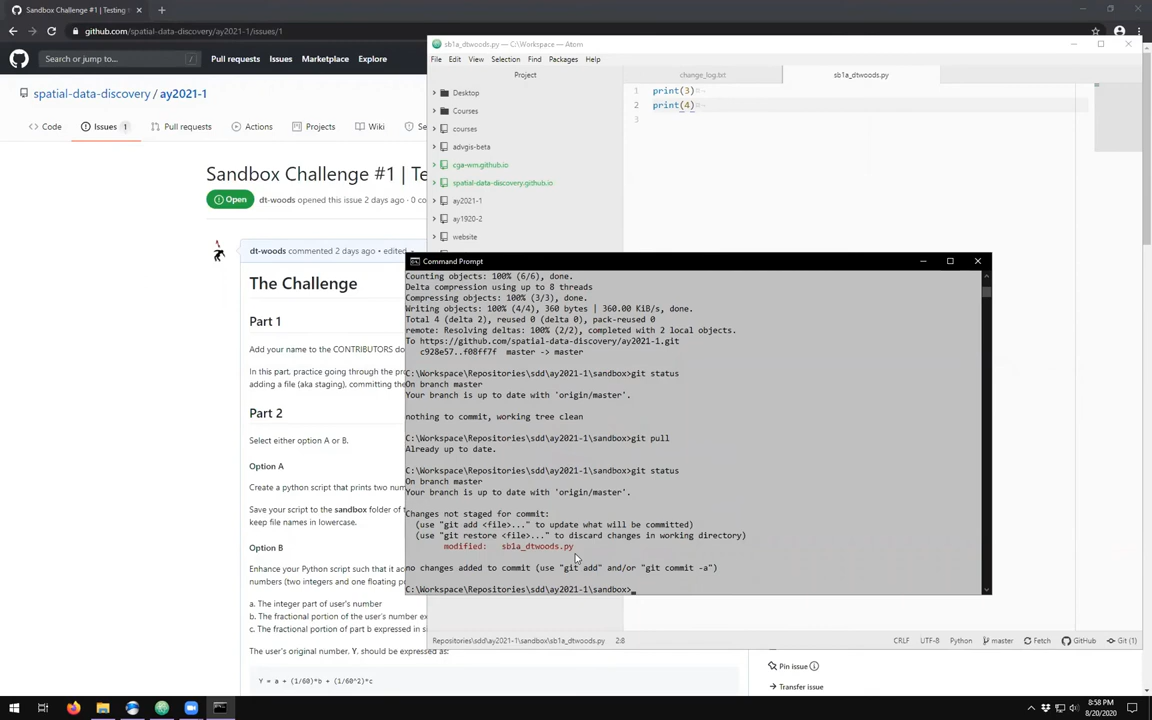 Sandbox Challenge #1 | Testing
github.com/spatial-data-discovery/ay2021-1/issues/1
Search or jump to...
/
Pull requests
Issues
Marketplace
Explore
spatial-data-discovery / ay2021-1
Code
Issues 1
Pull requests
Actions
Projects
Wiki
Sandbox Challenge #1 | Te
Open
dt-woods opened this issue 2 days ago • 0 co
dt-woods commented 2 days ago • edited
The Challenge
Part 1
Add your name to the CONTRIBUTORS do
In this part, practice going through the pro
adding a file (aka staging), committing the
Part 2
Select either option A or B.
Option A
Create a python script that prints two num
Save your script to the sandbox folder of t
keep file names in lowercase.
Option B
Enhance your Python script such that it ac
numbers (two integers and one floating po
a. The integer part of user's number
b. The fractional portion of the user's number ex
c. The fractional portion of part b expressed in s
The user's original number, Y, should be expressed as:
Y = a + (1/60)*b + (1/60^2)*c
Pin issue
Transfer issue
sb1a_dtwoods.py — C:\Workspace — Atom
File Edit View Selection Find Packages Help
Project
change_log.txt
sb1a_dtwoods.py
Desktop
Courses
courses
advgis-beta
cga-wm.github.io
spatial-data-discovery.github.io
ay2021-1
ay1920-2
website
1 print(3)
2 print(4)
3
Command Prompt
Counting objects: 100% (6/6), done.
Delta compression using up to 8 threads
Compressing objects: 100% (3/3), done.
Writing objects: 100% (4/4), 360 bytes | 360.00 KiB/s, done.
Total 4 (delta 2), reused 0 (delta 0), pack-reused 0
remote: Resolving deltas: 100% (2/2), completed with 2 local objects.
To https://github.com/spatial-data-discovery/ay2021-1.git
c928e57..f08ff7f master -> master
C:\Workspace\Repositories\sdd\ay2021-1\sandbox>git status
On branch master
Your branch is up to date with 'origin/master'.
nothing to commit, working tree clean
C:\Workspace\Repositories\sdd\ay2021-1\sandbox>git pull
Already up to date.
C:\Workspace\Repositories\sdd\ay2021-1\sandbox>git status
On branch master
Your branch is up to date with 'origin/master'.
Changes not staged for commit:
(use "git add <file>..." to update what will be committed)
(use "git restore <file>..." to discard changes in working directory)
modified: sb1a_dtwoods.py
no changes added to commit (use "git add" and/or "git commit -a")
C:\Workspace\Repositories\sdd\ay2021-1\sandbox>
Repositories\sdd\ay2021-1\sandbox\sb1a_dtwoods.py 2:8
CRLF UTF-8 Python master Fetch GitHub Git (1)
8:58 PM
8/20/2020